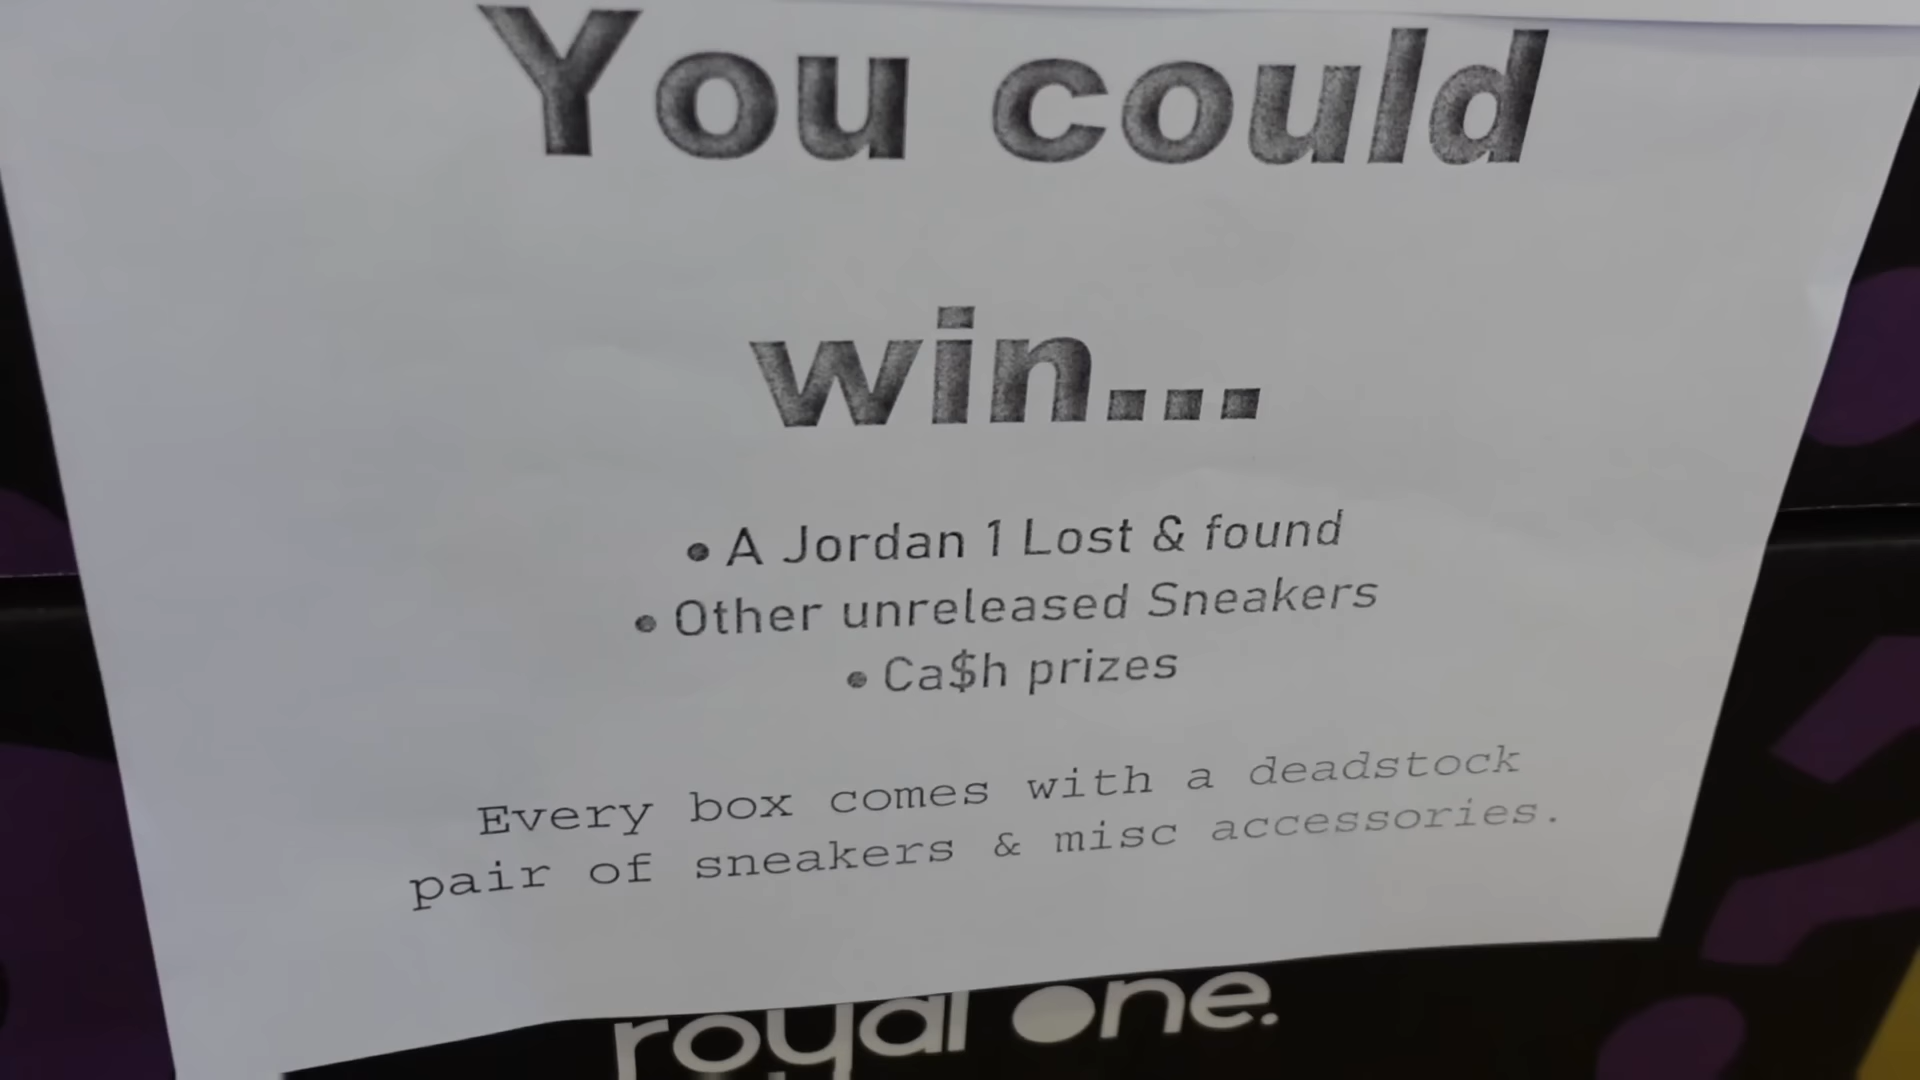 You could
win...
• A Jordan 1 Lost & found
• Other unreleased Sneakers
• Ca$h prizes
Every box comes with a deadstock
pair of sneakers & misc accessories.
royal one.